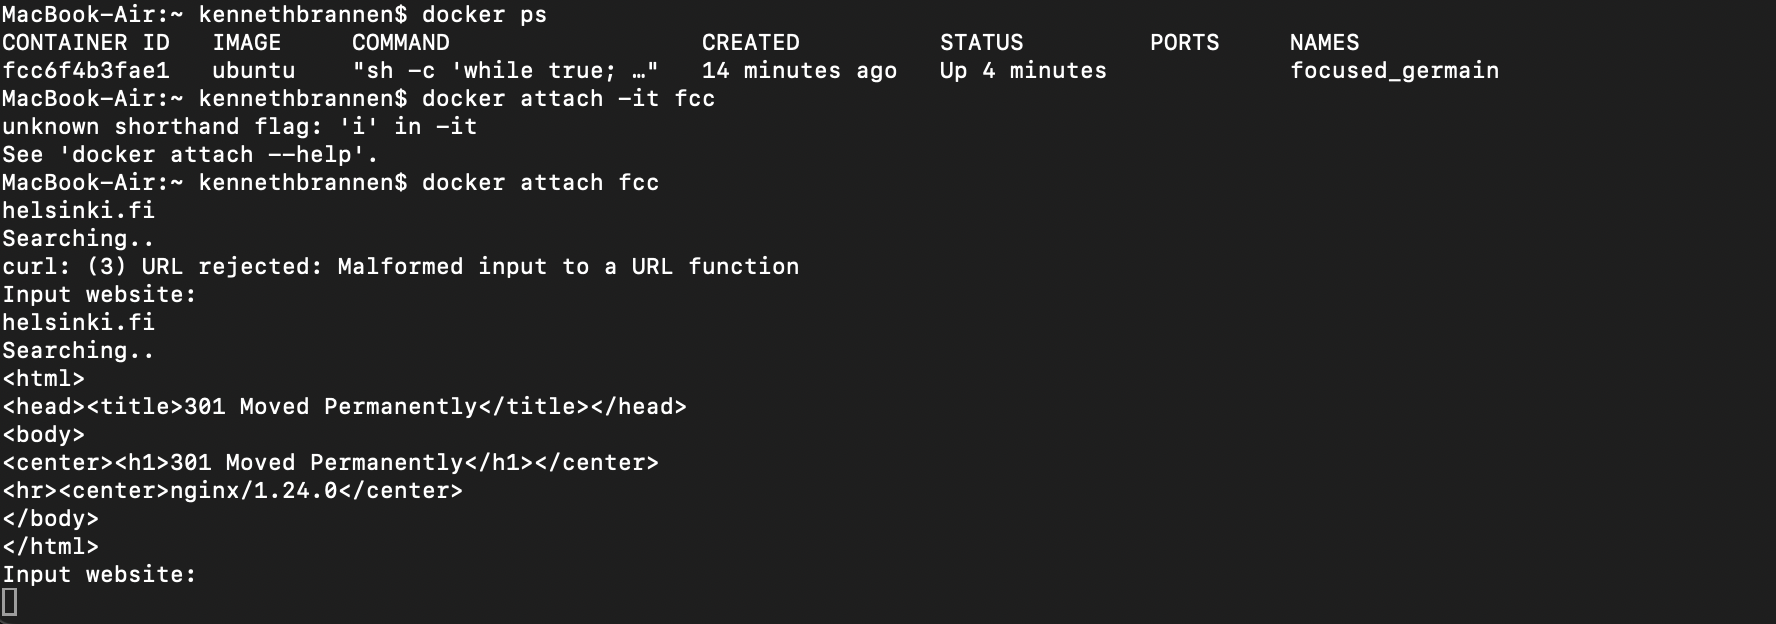 MacBook-Air:~ kennethbrannen$ docker ps
CONTAINER ID   IMAGE     COMMAND                  CREATED          STATUS         PORTS     NAMES
fcc6f4b3fae1   ubuntu    "sh -c 'while true; …"   14 minutes ago   Up 4 minutes             focused_germain
MacBook-Air:~ kennethbrannen$ docker attach -it fcc
unknown shorthand flag: 'i' in -it
See 'docker attach --help'.
MacBook-Air:~ kennethbrannen$ docker attach fcc
helsinki.fi
Searching..
curl: (3) URL rejected: Malformed input to a URL function
Input website:
helsinki.fi
Searching..
<html>
<head><title>301 Moved Permanently</title></head>
<body>
<center><h1>301 Moved Permanently</h1></center>
<hr><center>nginx/1.24.0</center>
</body>
</html>
Input website: